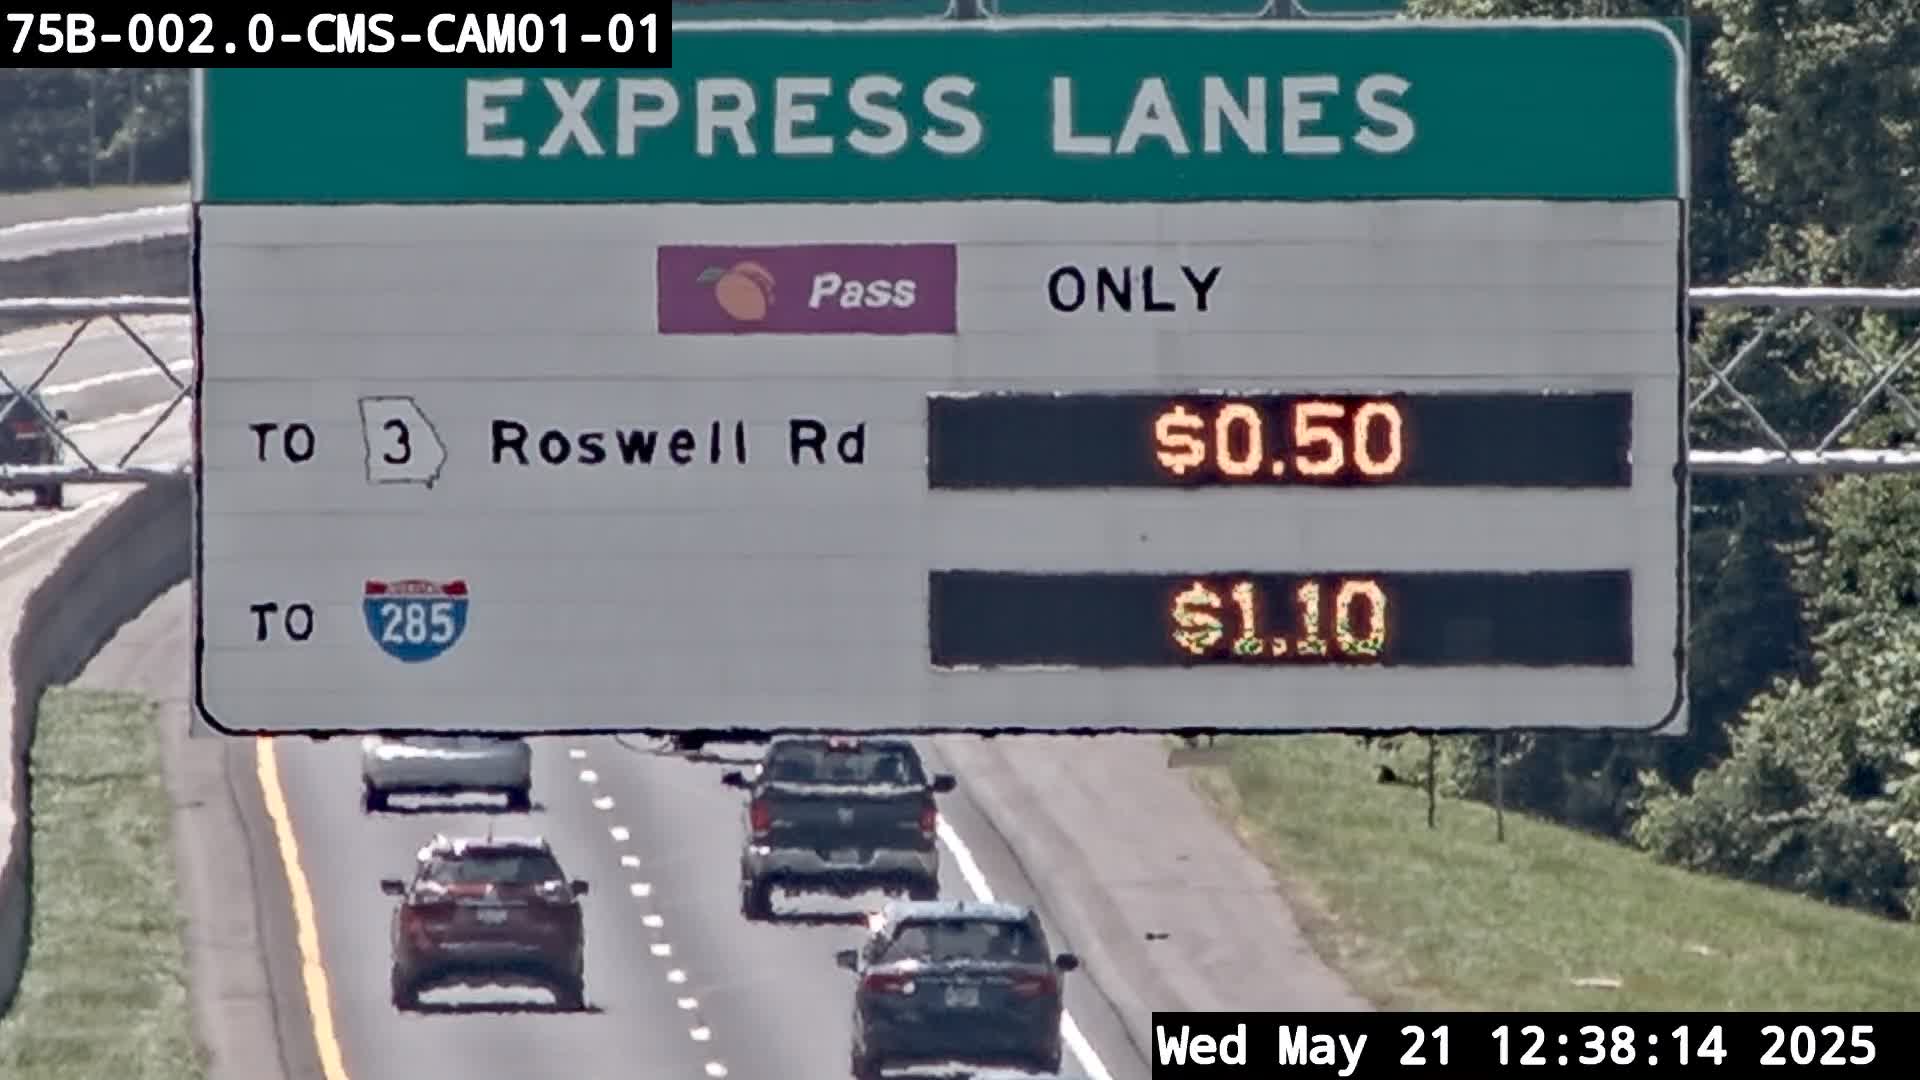 75B-002.0-CMS-CAM01-01
EXPRESS LANES
Pass ONLY
TO 3 Roswell Rd $0.50
TO 285 $1.10
Wed May 21 12:38:14 2025